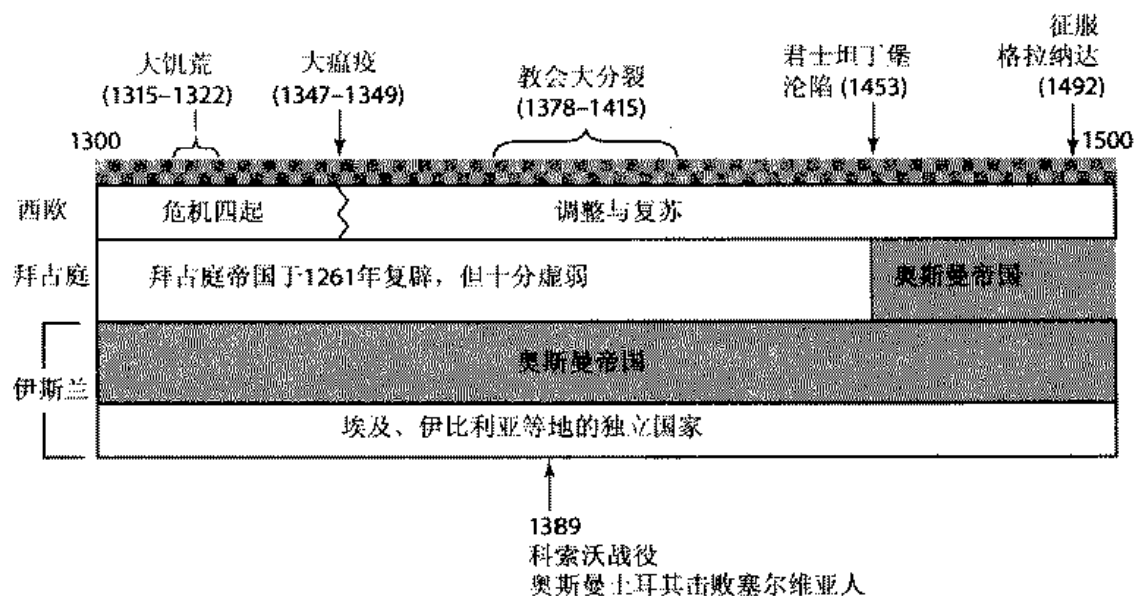 大饥荒
(1315–1322)
大瘟疫
(1347–1349)
教会大分裂
(1378–1415)
君士坦丁堡
沦陷 (1453)
征服
格拉纳达
(1492)
1300
1500
西欧
危机四起
调整与复苏
拜占庭
拜占庭帝国于1261年复辟，但十分虚弱
奥斯曼帝国
伊斯兰
奥斯曼帝国
埃及、伊比利亚等地的独立国家
1389
科索沃战役
奥斯曼土耳其击败塞尔维亚人